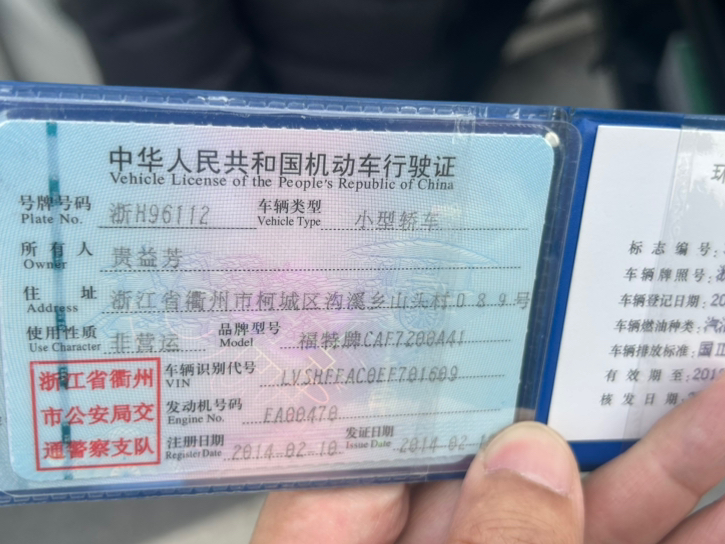 中华人民共和国机动车行驶证
Vehicle License of the People's Republic of China
号牌号码 浙H96112 车辆类型 小型轿车
Plate No. Vehicle Type
所有人 贵益芳
Owner
住址 浙江省衢州市柯城区沟溪乡山头村089号
Address
使用性质 非营运 品牌型号 福特牌CAF7200A41
Use Character Model
浙江省衢州
市公安局交
通警察支队
车辆识别代号 LVSHFFAC0EF701609
VIN
发动机号码 EA00470
Engine No.
注册日期 2014-02-10 发证日期 2014-02-1
Register Date Issue Date
环
标志编号:
车辆牌照号:
车辆登记日期:20
车辆燃油种类:汽
车辆排放标准:国II
有效期至:201
核发日期: